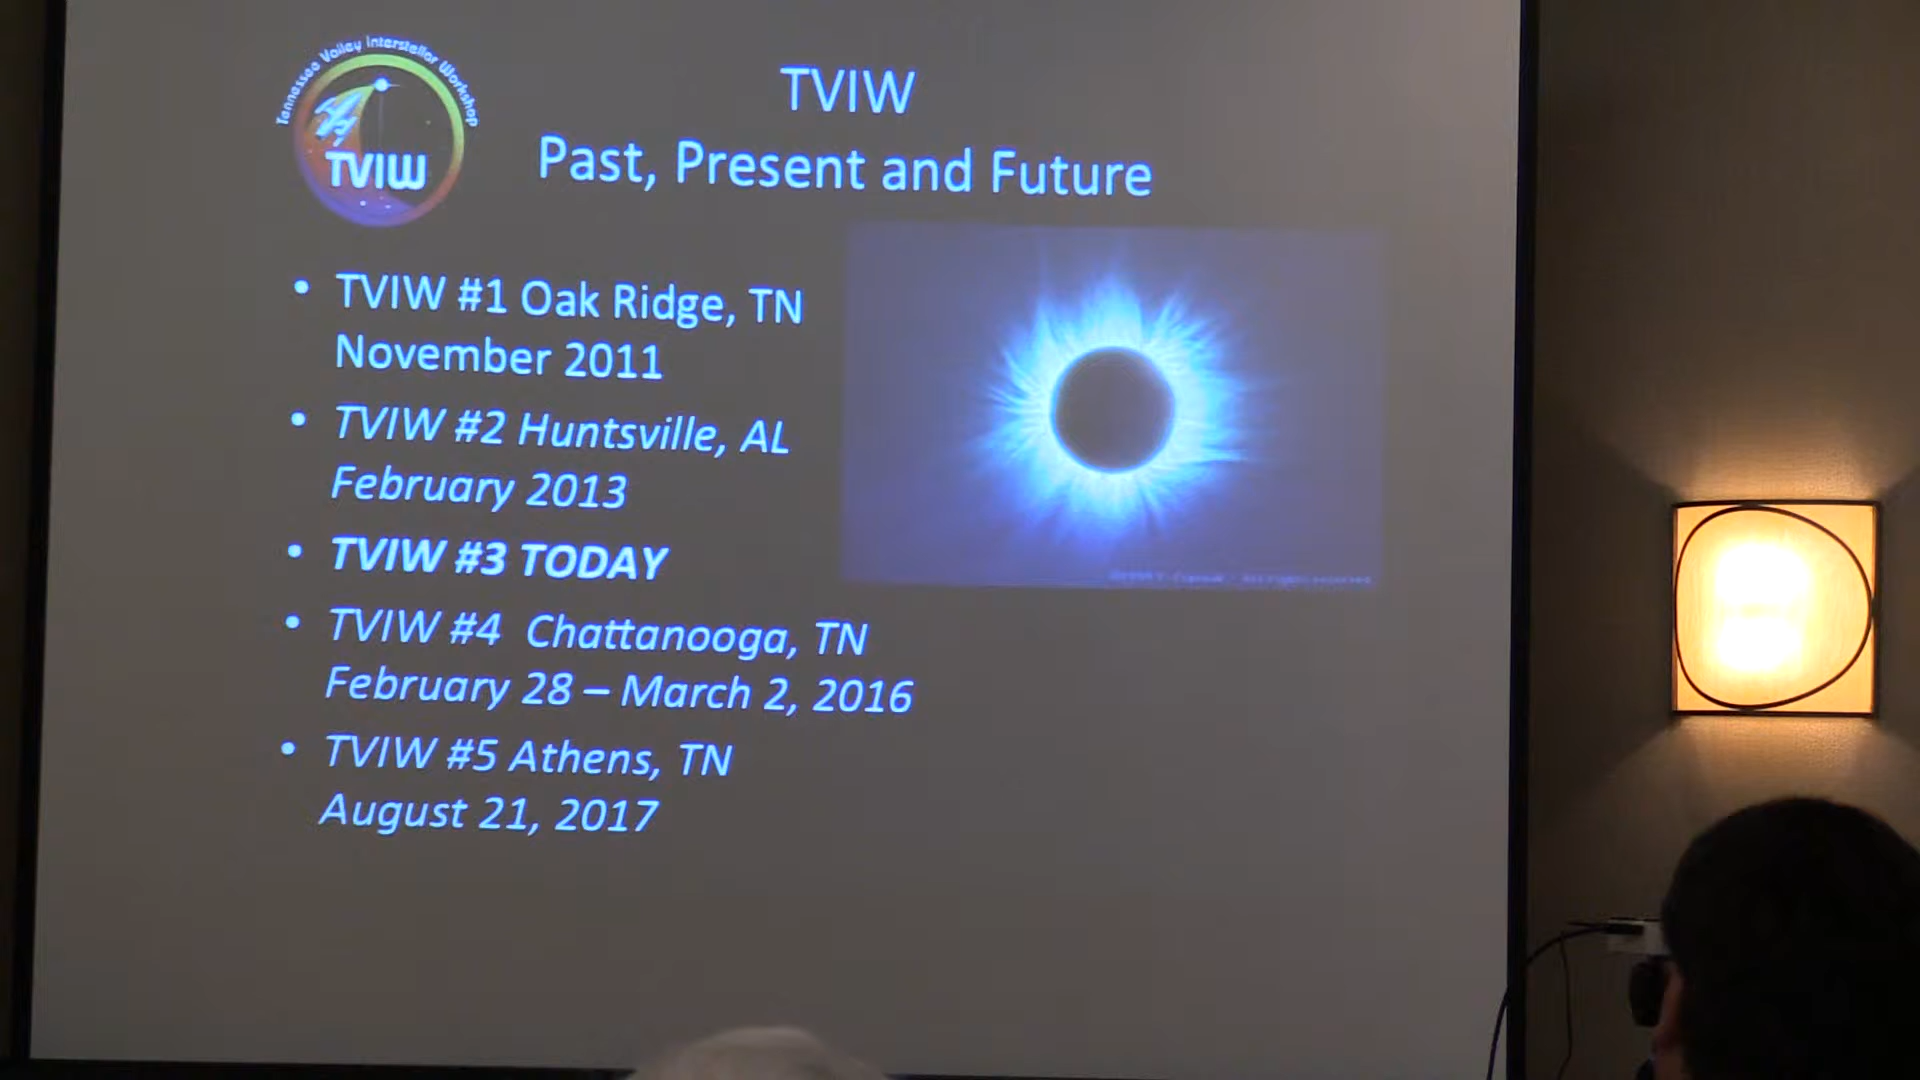 Tennessee Valley Interstellar Workshop
TVIW
TVIW
Past, Present and Future
• TVIW #1 Oak Ridge, TN
November 2011
• TVIW #2 Huntsville, AL
February 2013
• TVIW #3 TODAY
• TVIW #4 Chattanooga, TN
February 28 – March 2, 2016
• TVIW #5 Athens, TN
August 21, 2017